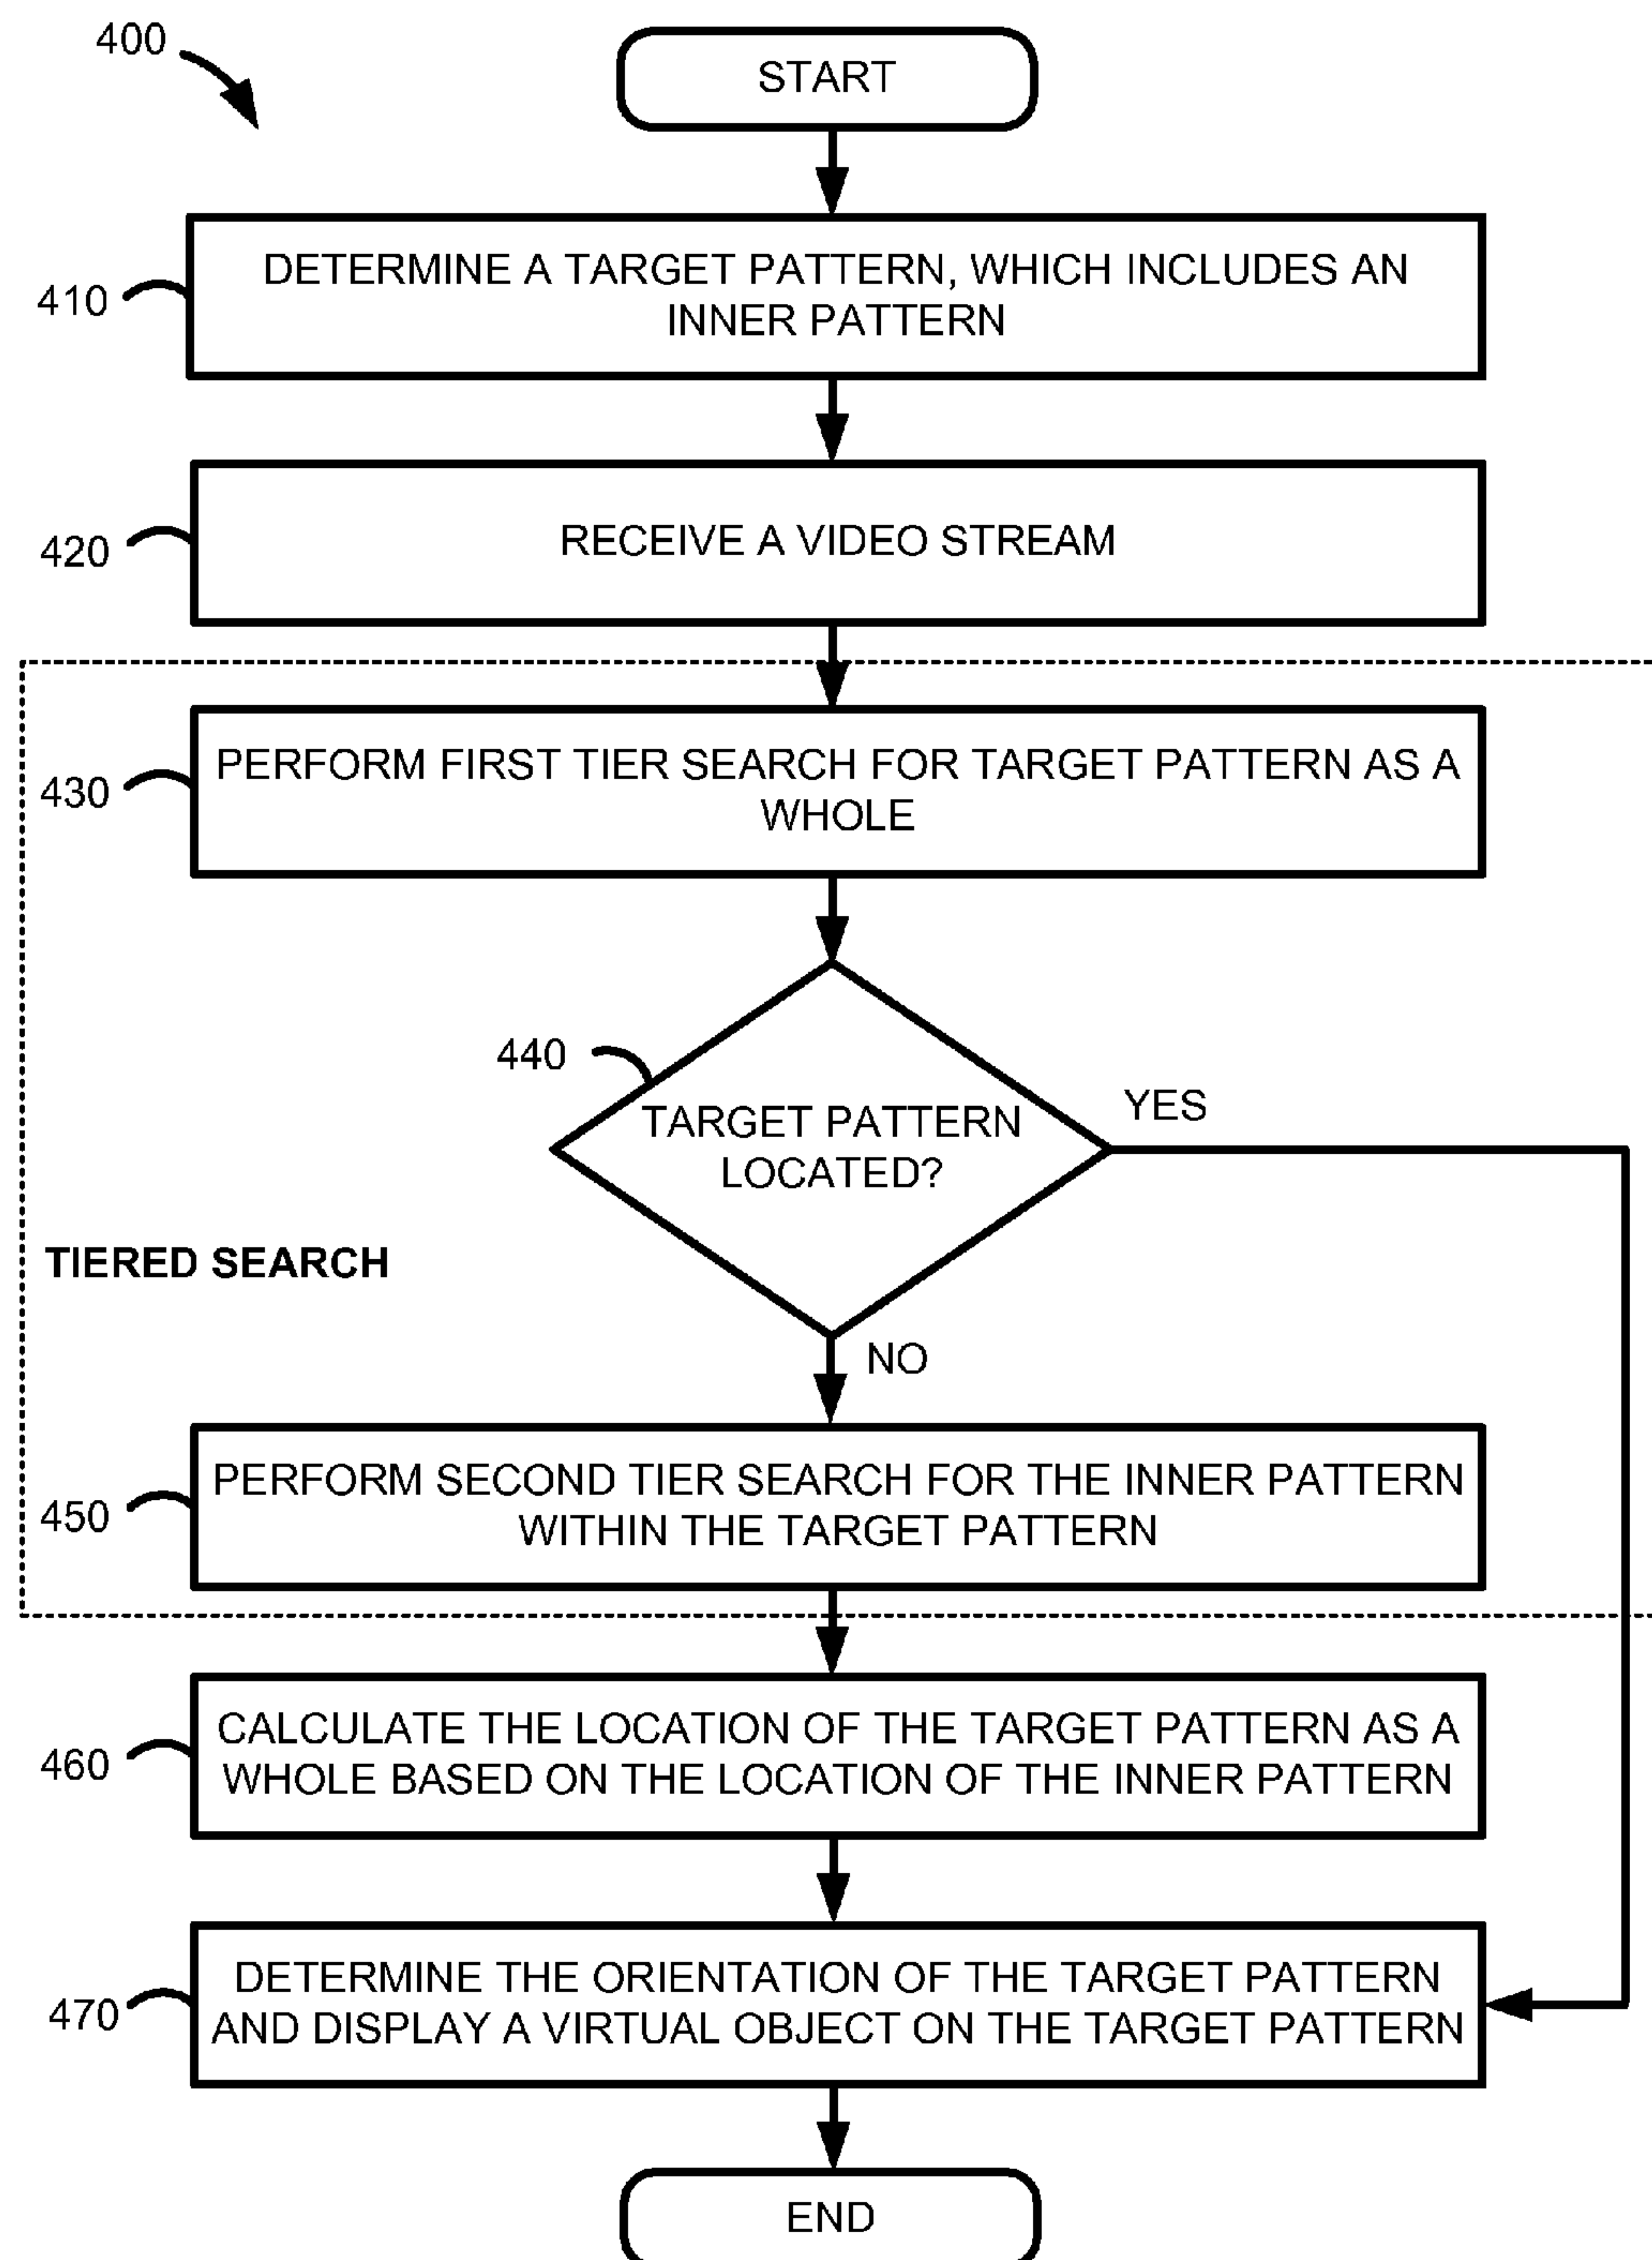 400
START
DETERMINE A TARGET PATTERN, WHICH INCLUDES AN
INNER PATTERN
410
RECEIVE A VIDEO STREAM
420
PERFORM FIRST TIER SEARCH FOR TARGET PATTERN AS A
WHOLE
430
440
TARGET PATTERN
LOCATED?
YES
TIERED SEARCH
NO
PERFORM SECOND TIER SEARCH FOR THE INNER PATTERN
WITHIN THE TARGET PATTERN
450
CALCULATE THE LOCATION OF THE TARGET PATTERN AS A
WHOLE BASED ON THE LOCATION OF THE INNER PATTERN
460
DETERMINE THE ORIENTATION OF THE TARGET PATTERN
AND DISPLAY A VIRTUAL OBJECT ON THE TARGET PATTERN
470
END